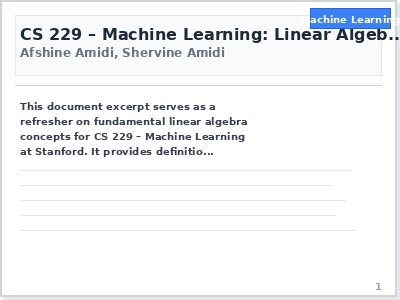 Machine Learning
CS 229 – Machine Learning: Linear Algeb...
Afshine Amidi, Shervine Amidi
This document excerpt serves as a
refresher on fundamental linear algebra
concepts for CS 229 – Machine Learning
at Stanford. It provides definitio...
1